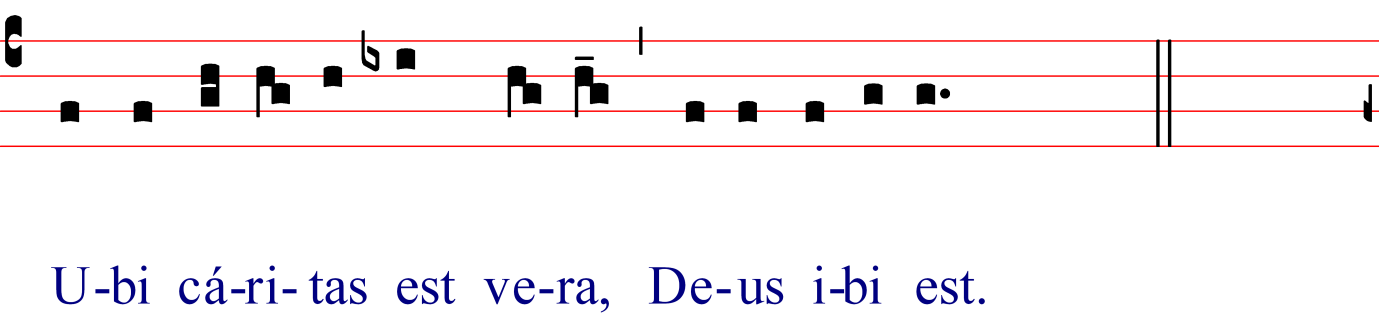 U-bi cá-ri-tas est ve-ra, De-us i-bi est.